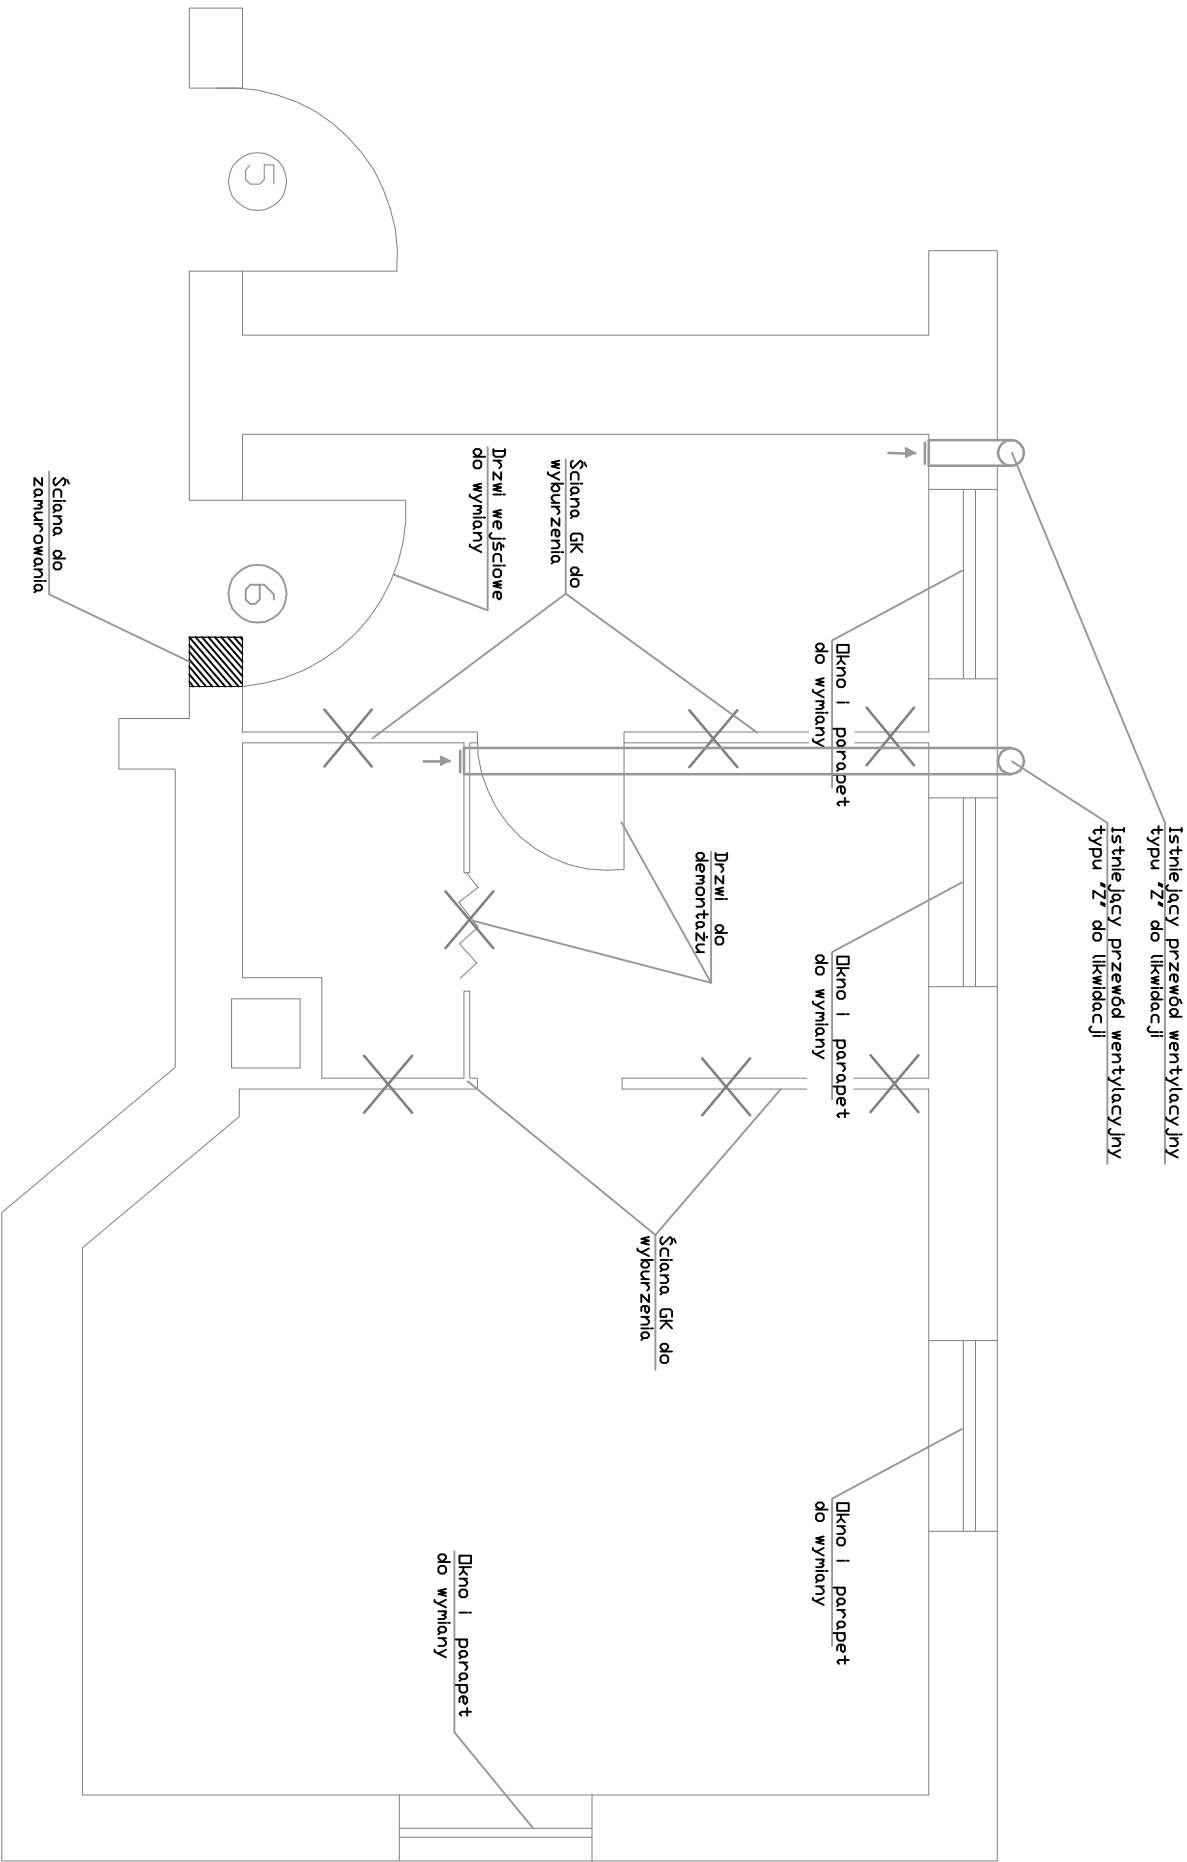 Istniejący przewód wentylacyjny
typu "Z" do likwidacji
Istniejący przewód wentylacyjny
typu "Z" do likwidacji
Okno i parapet
do wymiany
Okno i parapet
do wymiany
Okno i parapet
do wymiany
Drzwi do
demontażu
Ściana GK do
wyburzenia
Ściana GK do
wyburzenia
Drzwi wejściowe
do wymiany
Okno i parapet
do wymiany
5
6
Ściana do
zamurowania